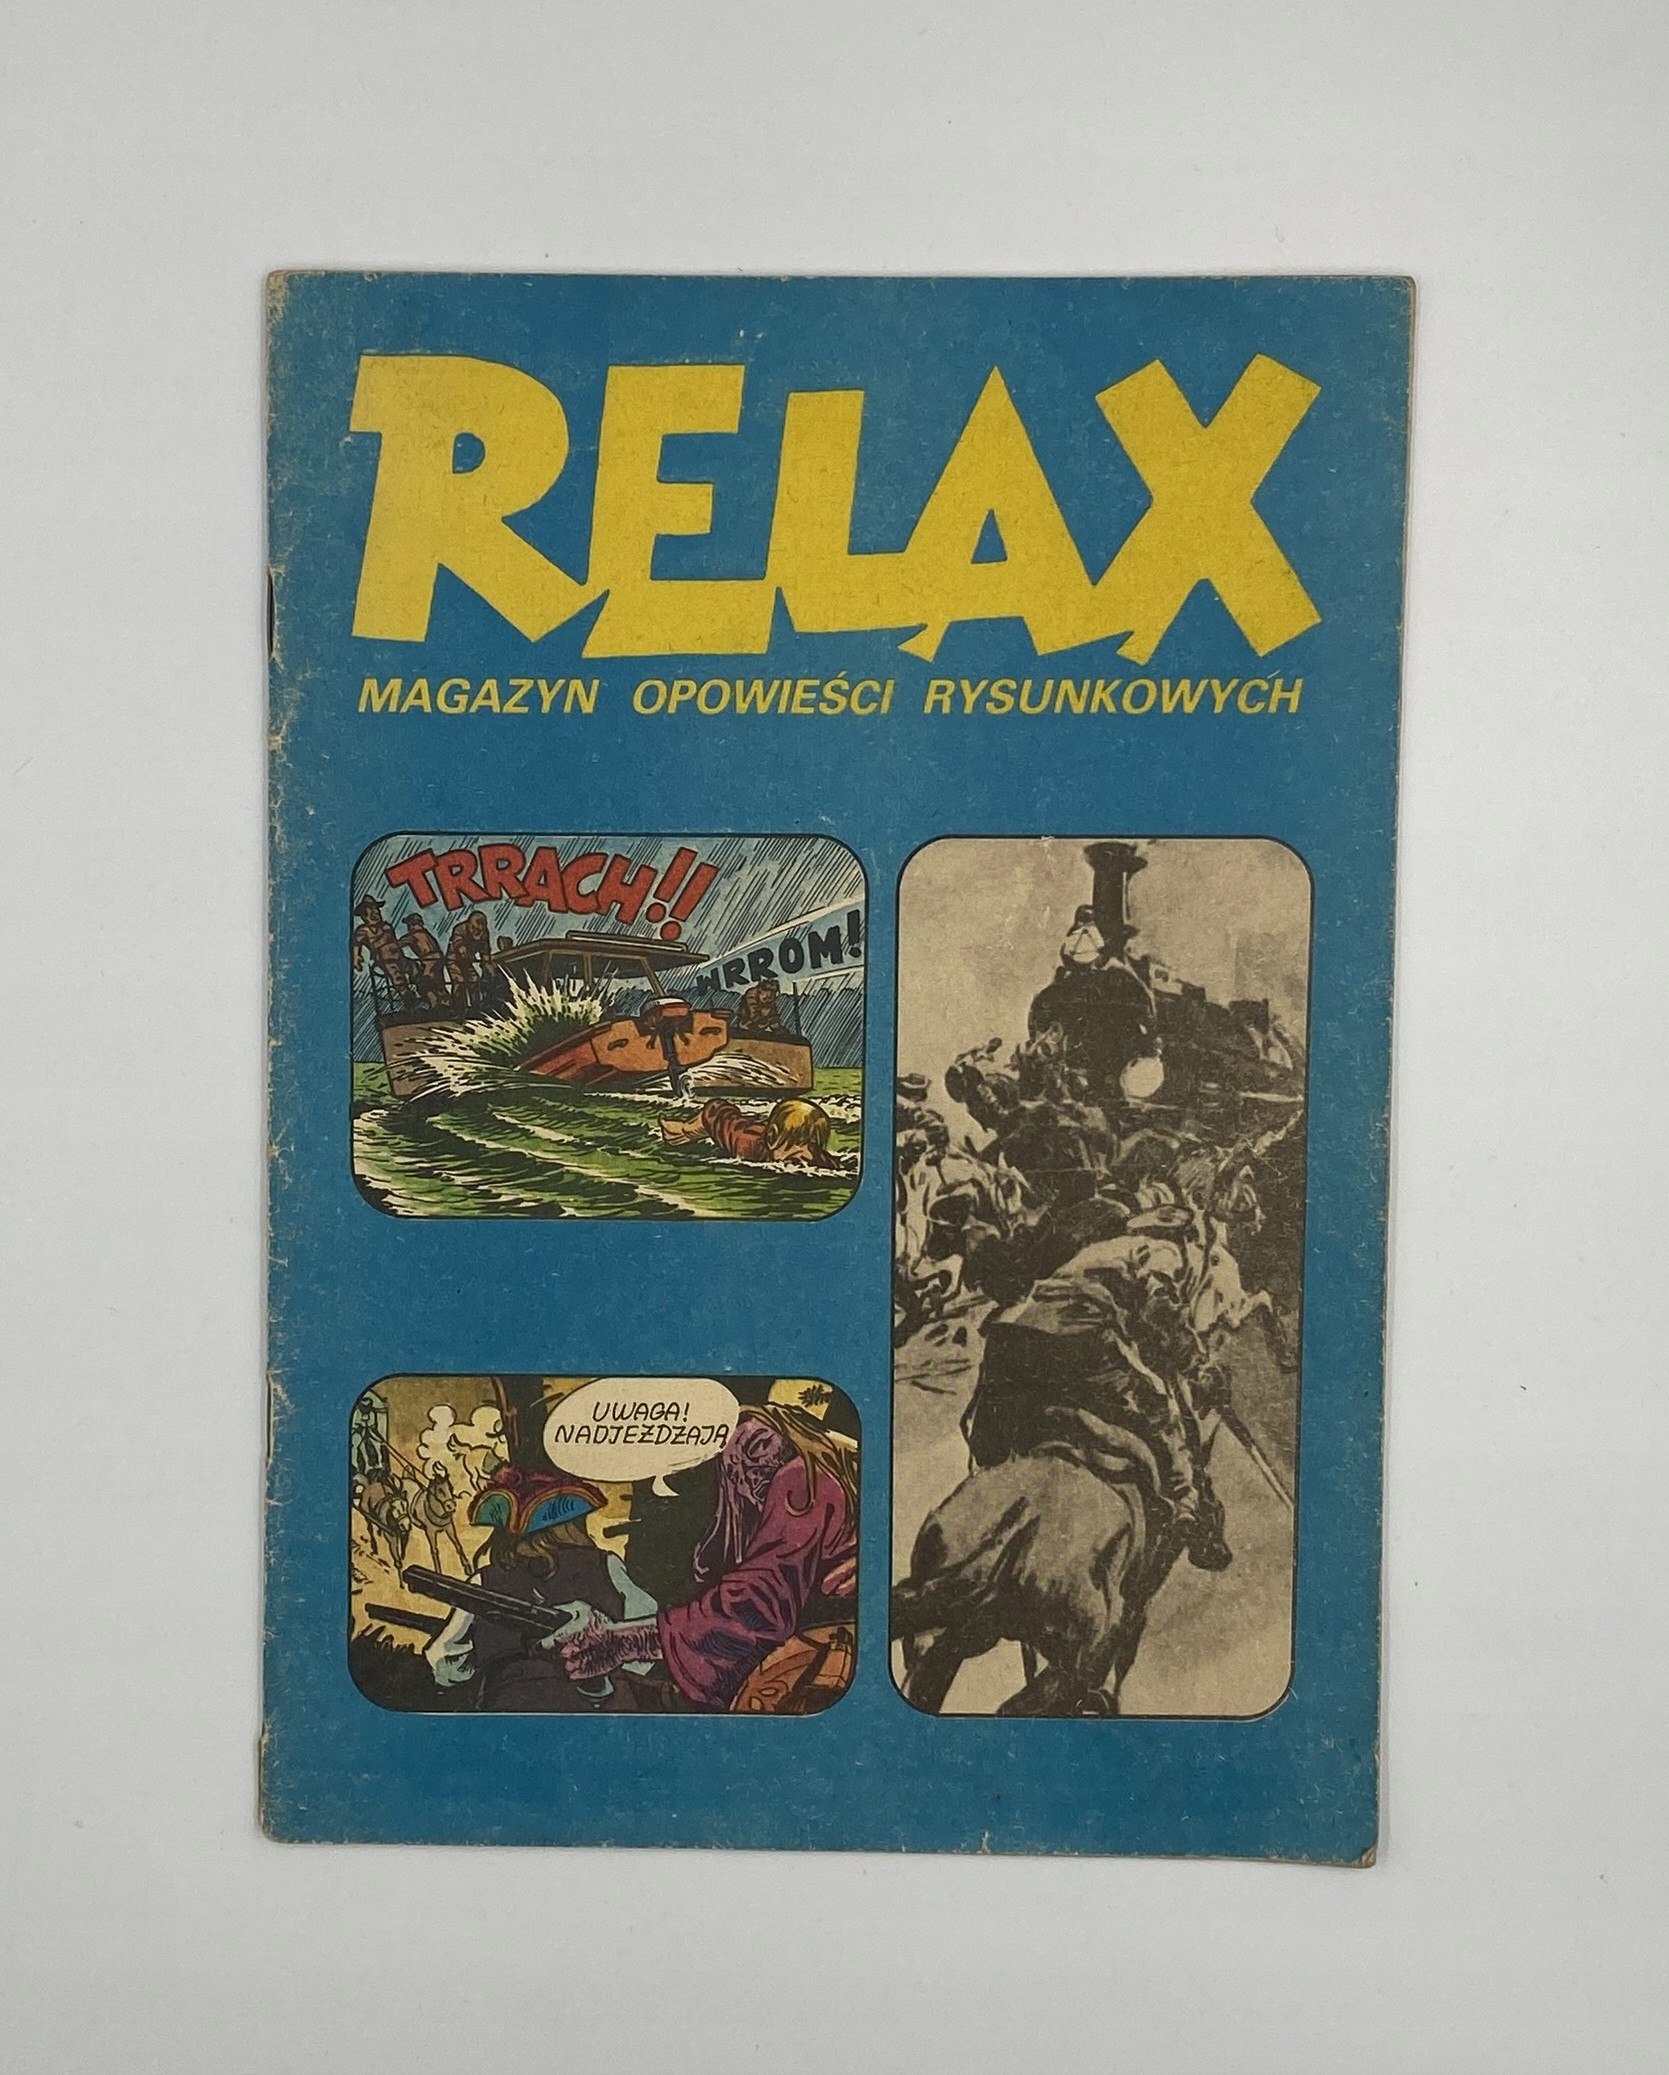 RELAX
MAGAZYN OPOWIEŚCI RYSUNKOWYCH
TRRACH!!
WRROM!
UWAGA!
NADJEŻDŻAJĄ